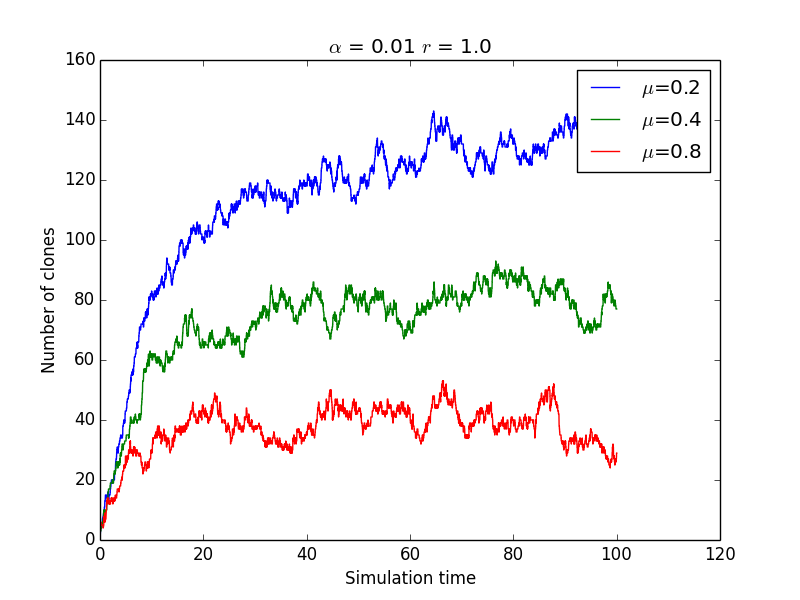 α = 0.01 r = 1.0
160
140
120
100
80
60
40
20
0
Number of clones
μ=0.2
μ=0.4
μ=0.8
0 20 40 60 80 100 120
Simulation time